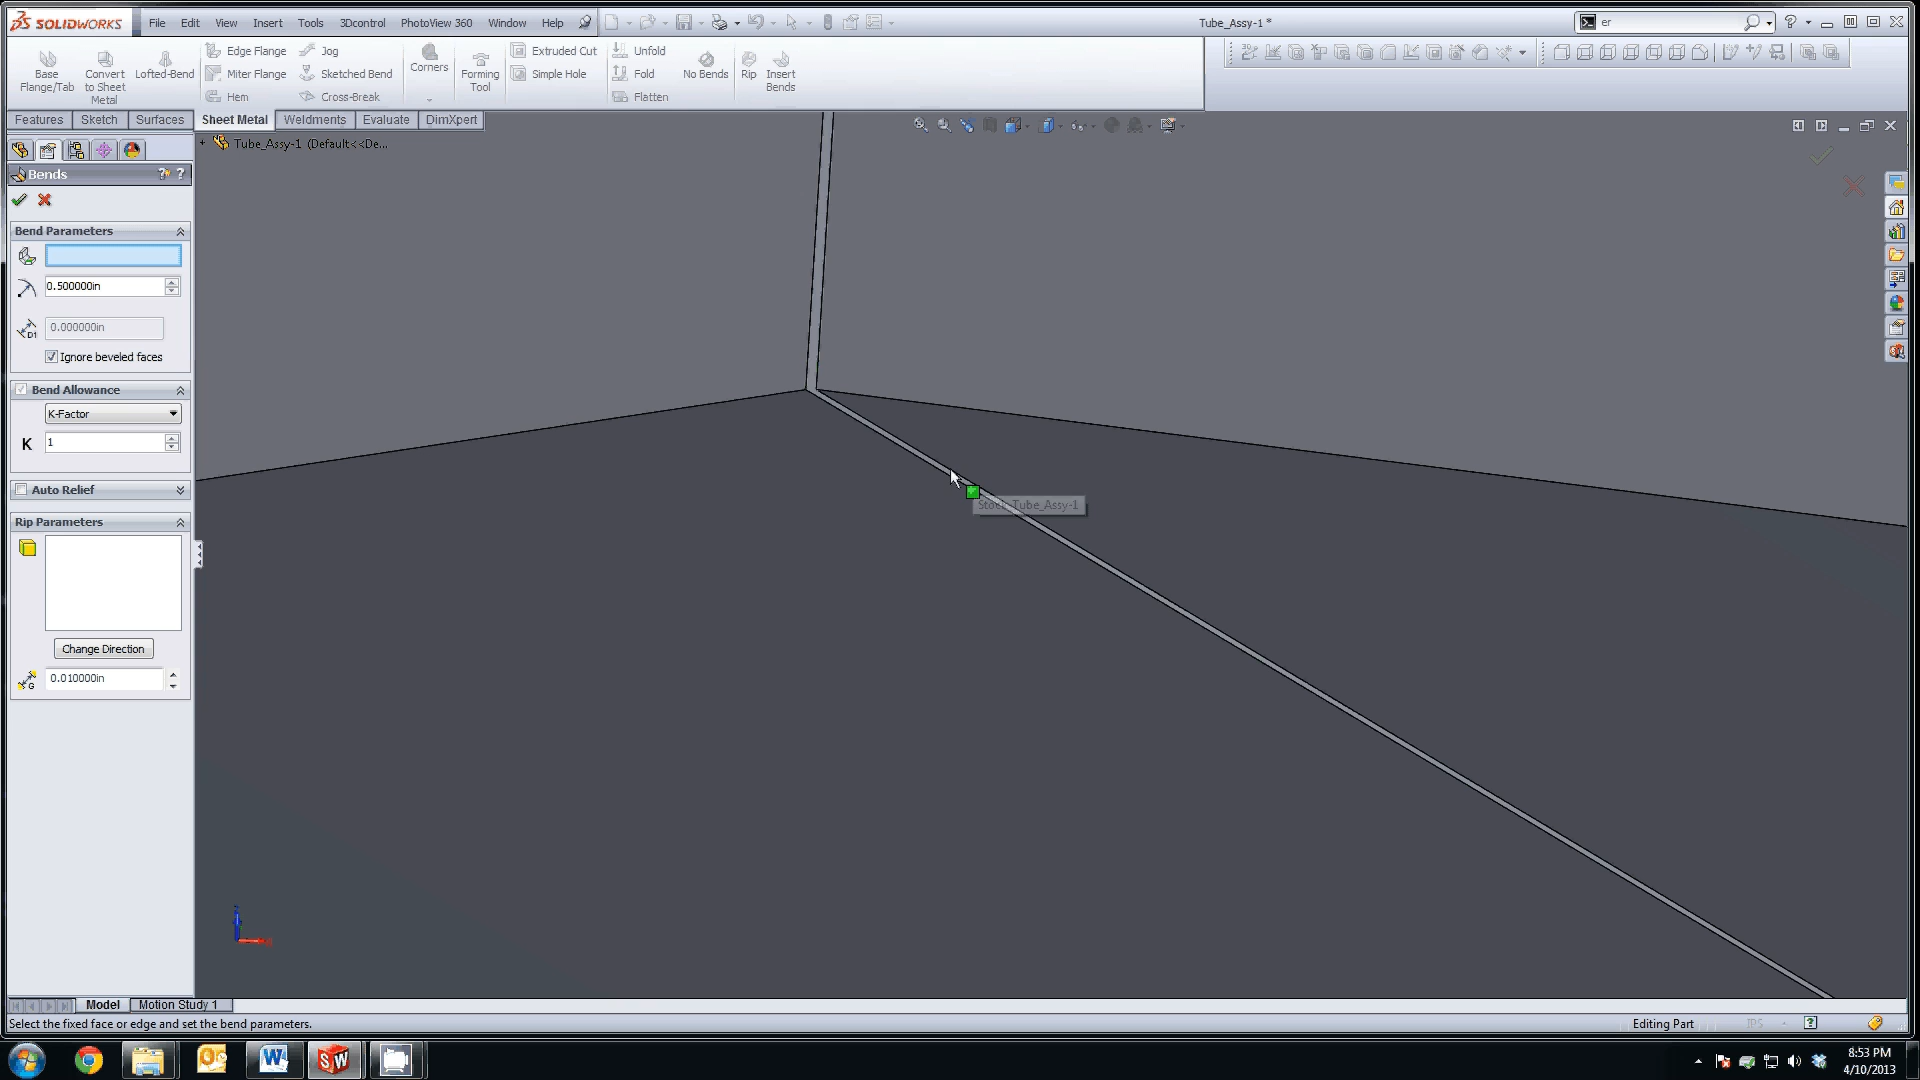 SOLIDWORKS File Edit View Insert Tools 3Dcontrol PhotoView 360 Window Help Tube_Assy-1 * er
Base Flange/Tab
Convert to Sheet Metal
Lofted-Bend
Edge Flange
Miter Flange
Hem
Jog
Sketched Bend
Cross-Break
Corners
Forming Tool
Extruded Cut
Simple Hole
Unfold
Fold
Flatten
No Bends
Rip
Insert Bends
Features Sketch Surfaces Sheet Metal Weldments Evaluate DimXpert
Tube_Assy-1 (Default<<De...
Bends
Bend Parameters
0.500000in
D1 0.000000in
Ignore beveled faces
Bend Allowance
K-Factor
K 1
Auto Relief
Rip Parameters
Change Direction
G 0.010000in
Stock-Tube_Assy-1
Model Motion Study 1
Select the fixed face or edge and set the bend parameters. Editing Part IPS
8:53 PM
4/10/2013